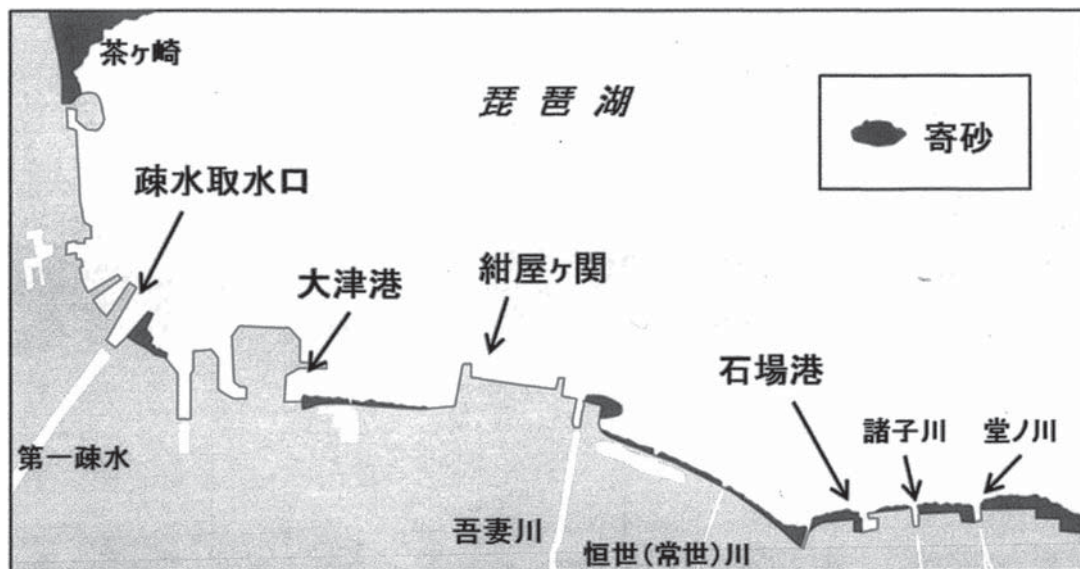 茶ヶ崎
琵琶湖
寄砂
疎水取水口
大津港
紺屋ヶ関
石場港
諸子川
堂ノ川
第一疎水
吾妻川
恒世(常世)川